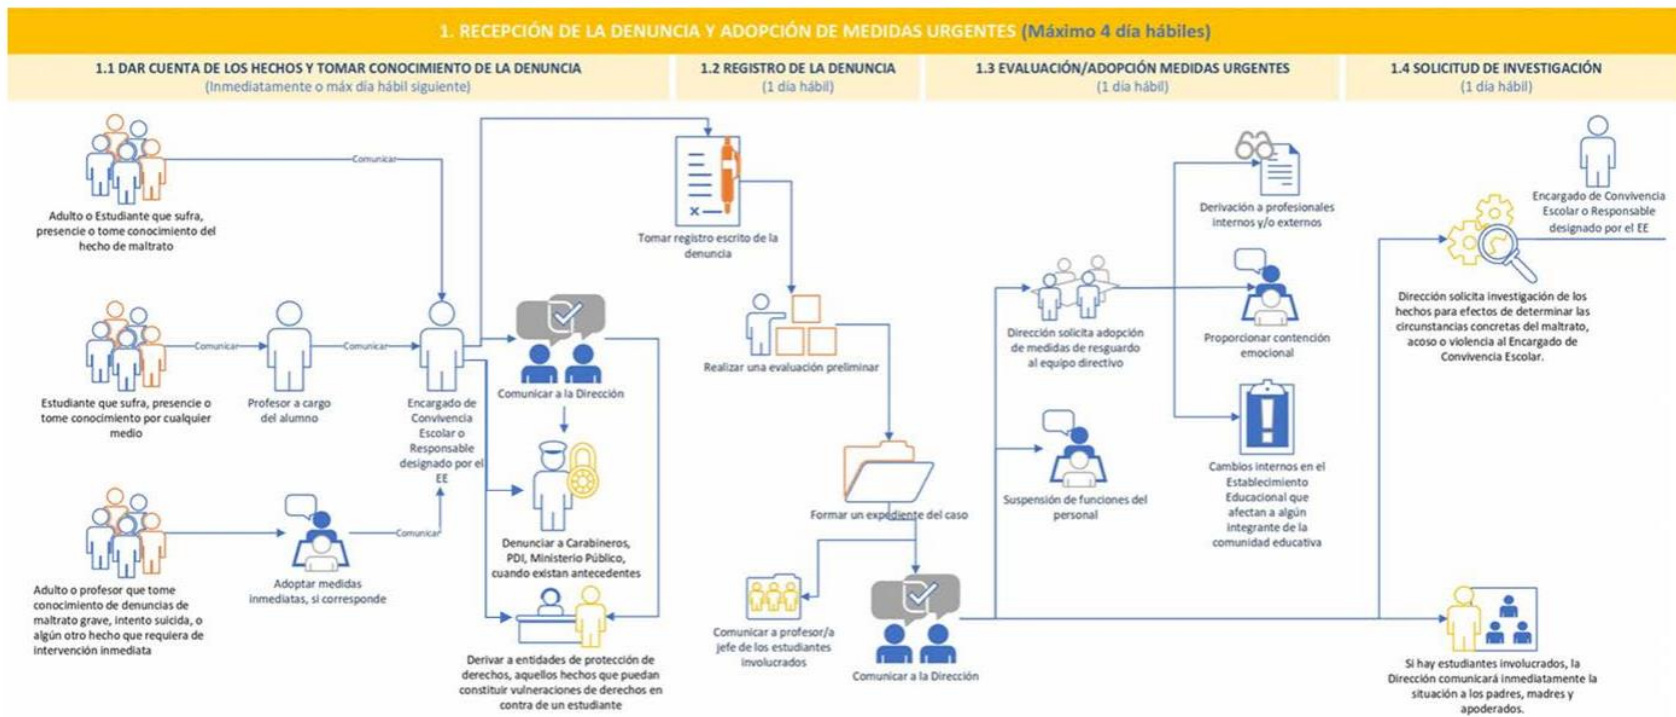 1. RECEPCIÓN DE LA DENUNCIA Y ADOPCIÓN DE MEDIDAS URGENTES (Máximo 4 día hábiles)
1.1 DAR CUENTA DE LOS HECHOS Y TOMAR CONOCIMIENTO DE LA DENUNCIA
(Inmediatamente o máx día hábil siguiente)
1.2 REGISTRO DE LA DENUNCIA
(1 día hábil)
1.3 EVALUACIÓN/ADOPCIÓN MEDIDAS URGENTES
(1 día hábil)
1.4 SOLICITUD DE INVESTIGACIÓN
(1 día hábil)
Comunicar
Adulto o Estudiante que sufra,
presencie o tome conocimiento del
hecho de maltrato
Comunicar
Comunicar
Estudiante que sufra, presencie o
tome conocimiento por cualquier
medio
Profesor a cargo
del alumno
Encargado de
Convivencia
Escolar o
Responsable
designado por el
EE
Comunicar
Adulto o profesor que tome
conocimiento de denuncias de
maltrato grave, intento suicida, o
algún otro hecho que requiera de
intervención inmediata
Adoptar medidas
inmediatas, si corresponde
Comunicar a la Dirección
Denunciar a Carabineros,
PDI, Ministerio Público,
cuando existan antecedentes
Derivar a entidades de protección de
derechos, aquellos hechos que puedan
constituir vulneraciones de derechos en
contra de un estudiante
Tomar registro escrito de la
denuncia
Realizar una evaluación preliminar
Formar un expediente del caso
Comunicar a profesor/a
jefe de los estudiantes
involucrados
Comunicar a la Dirección
Dirección solicita adopción
de medidas de resguardo
al equipo directivo
Suspensión de funciones del
personal
Derivación a profesionales
internos y/o externos
Proporcionar contención
emocional
Cambios internos en el
Establecimiento
Educacional que
afectan a algún
integrante de la
comunidad educativa
Encargado de Convivencia
Escolar o Responsable
designado por el EE
Dirección solicita investigación de los
hechos para efectos de determinar las
circunstancias concretas del maltrato,
acoso o violencia al Encargado de
Convivencia Escolar.
Si hay estudiantes involucrados, la
Dirección comunicará inmediatamente la
situación a los padres, madres y
apoderados.